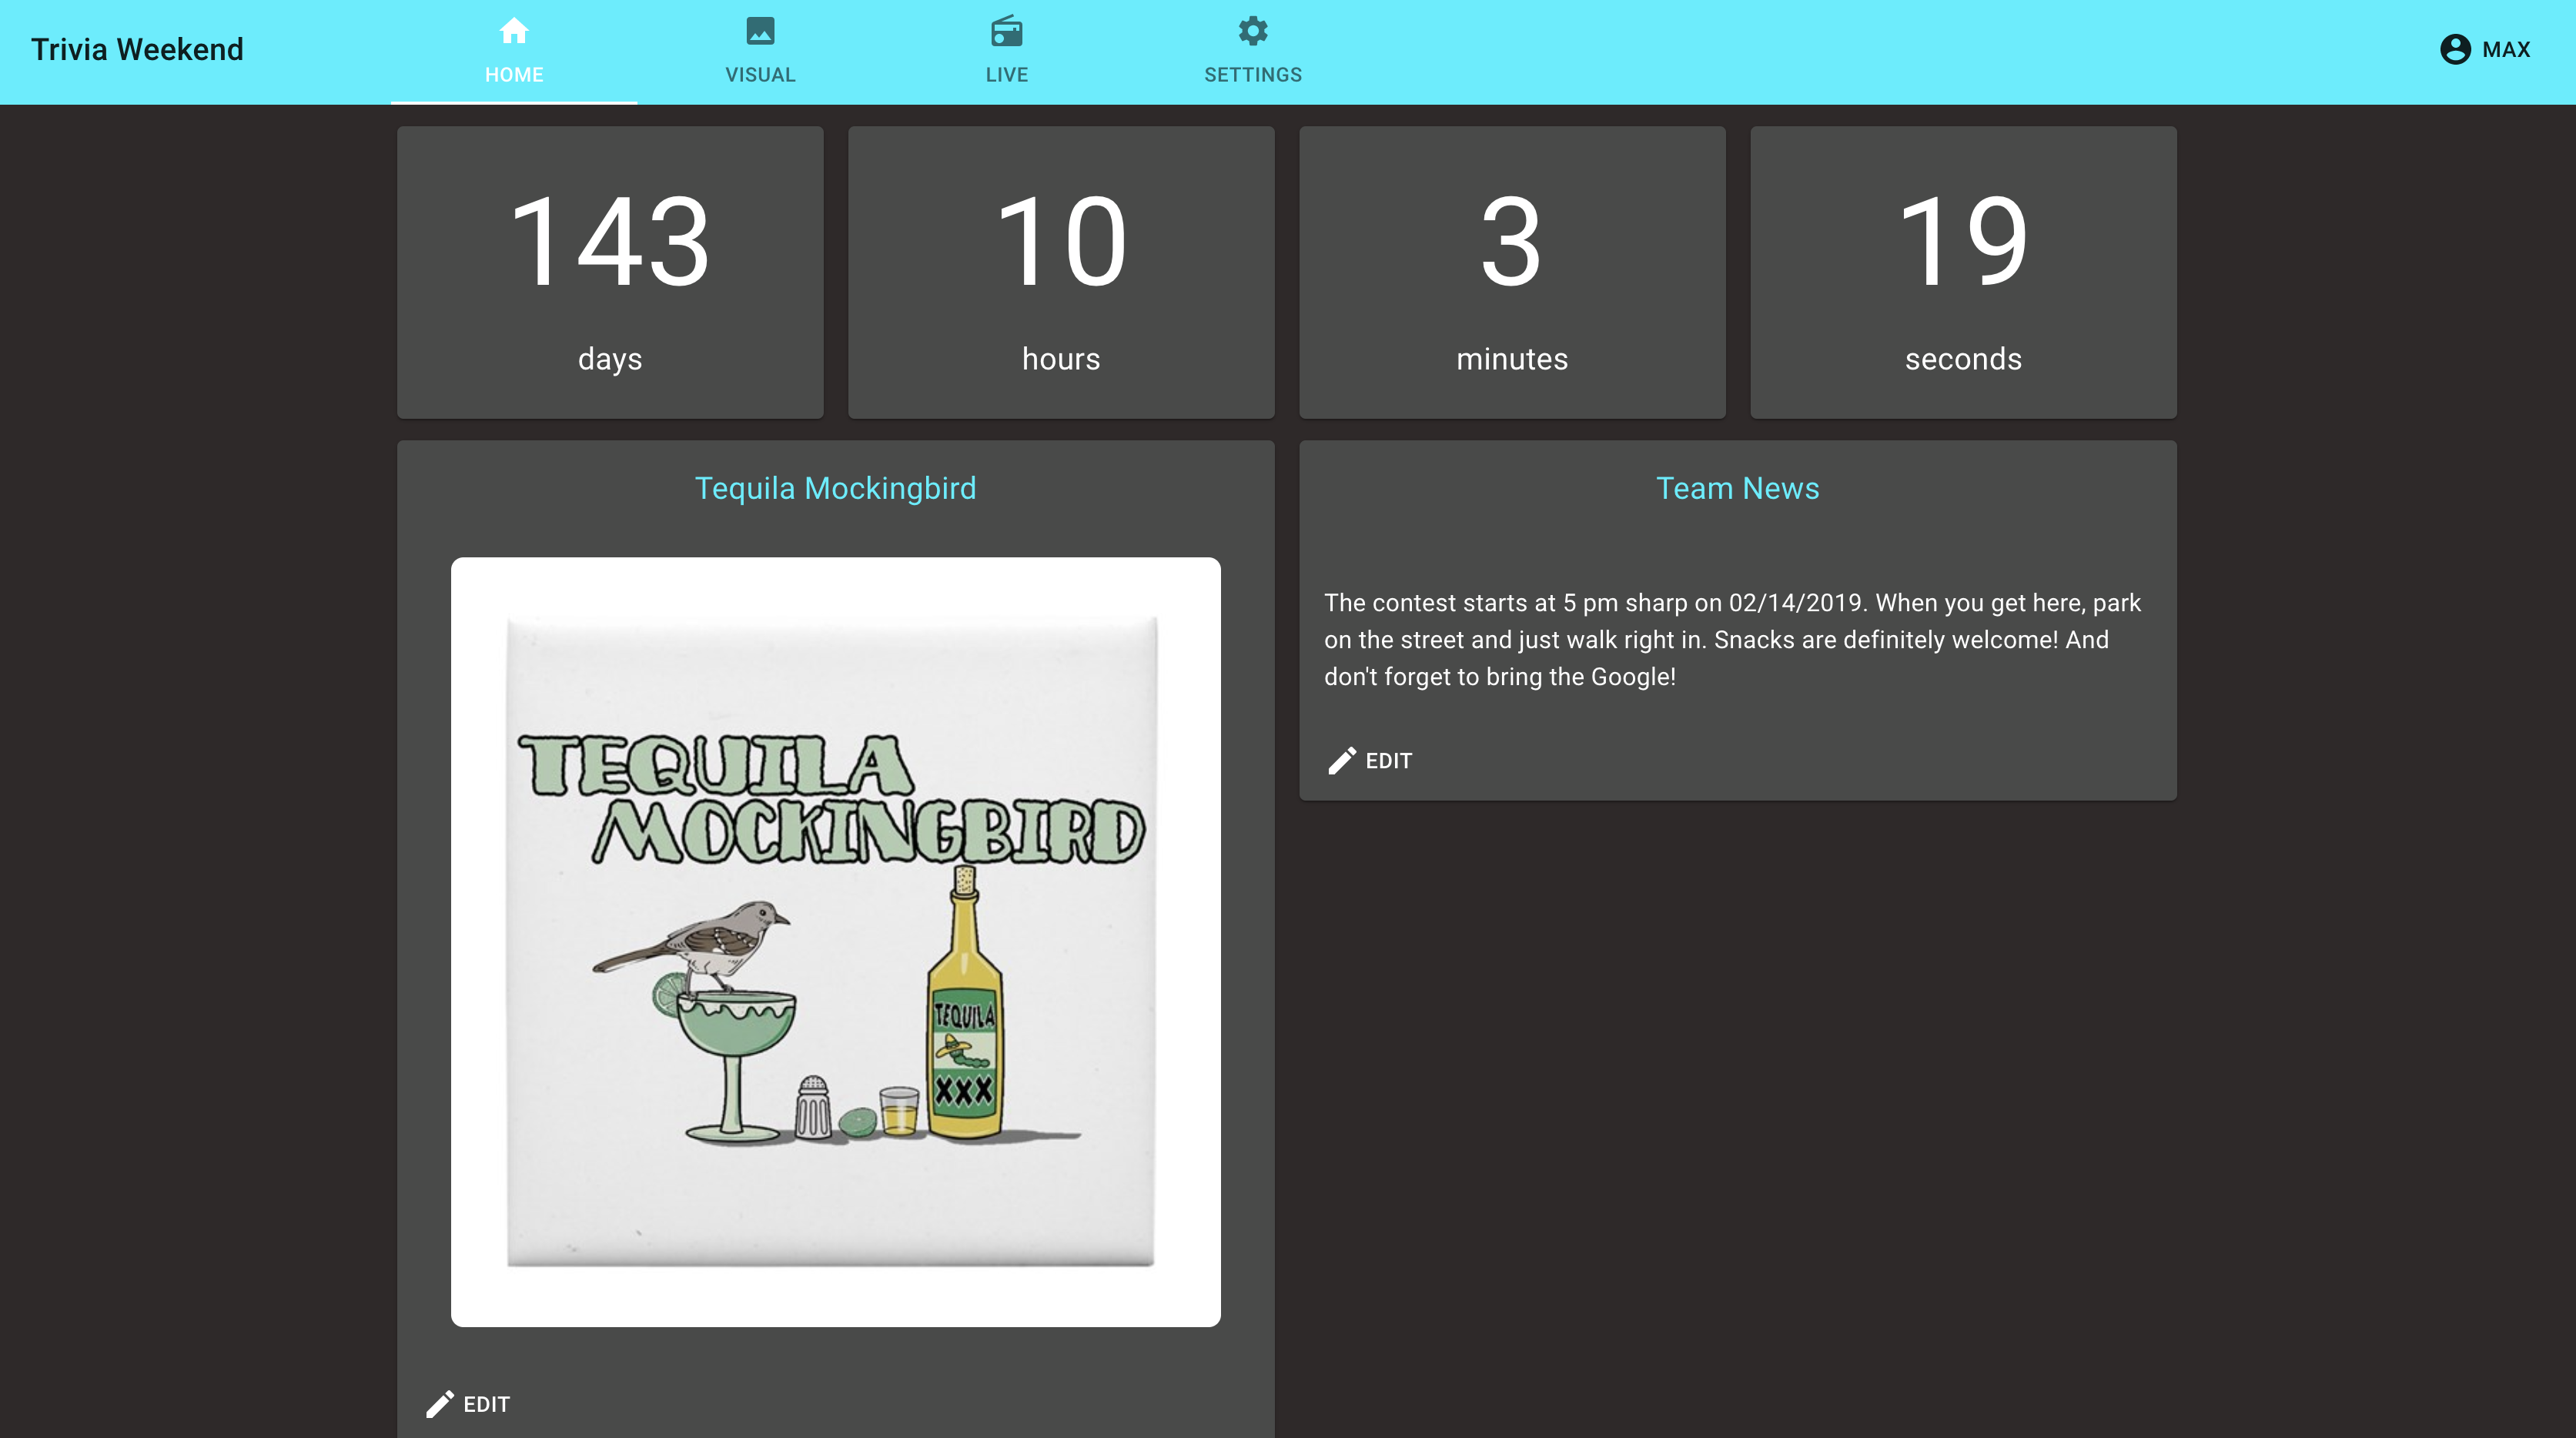 Trivia Weekend
HOME
VISUAL
LIVE
SETTINGS
MAX
143
days
10
hours
3
minutes
19
seconds
Tequila Mockingbird
TEQUILA
MOCKINGBIRD
TEQUILA
XXX
EDIT
Team News
The contest starts at 5 pm sharp on 02/14/2019. When you get here, park
on the street and just walk right in. Snacks are definitely welcome! And
don't forget to bring the Google!
EDIT